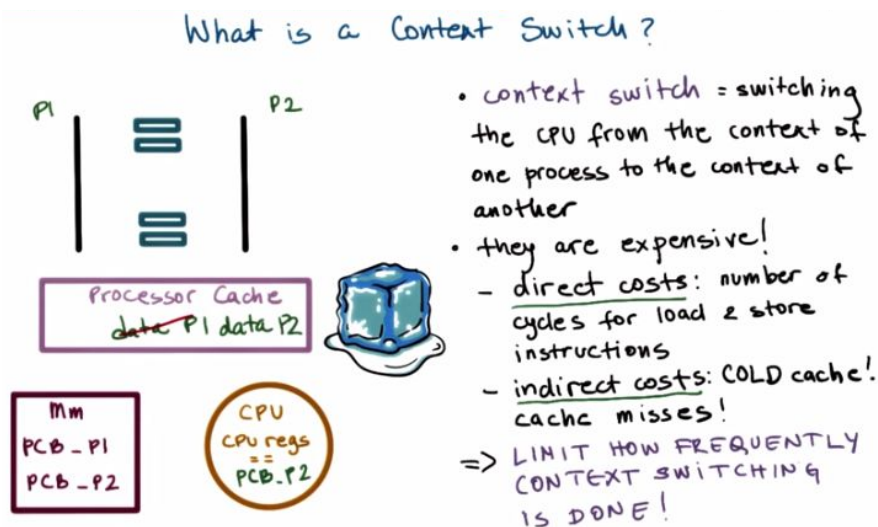 What is a Context Switch?
P1
P2
Processor Cache
data P1 data P2
Mm
PCB_P1
PCB_P2
CPU
CPU regs
==
PCB_P2
• context switch = switching
the CPU from the context of
one process to the context of
another
• they are expensive!
- direct costs: number of
cycles for load & store
instructions
- indirect costs: COLD cache!
cache misses!
=> LIMIT HOW FREQUENTLY
CONTEXT SWITCHING
IS DONE!